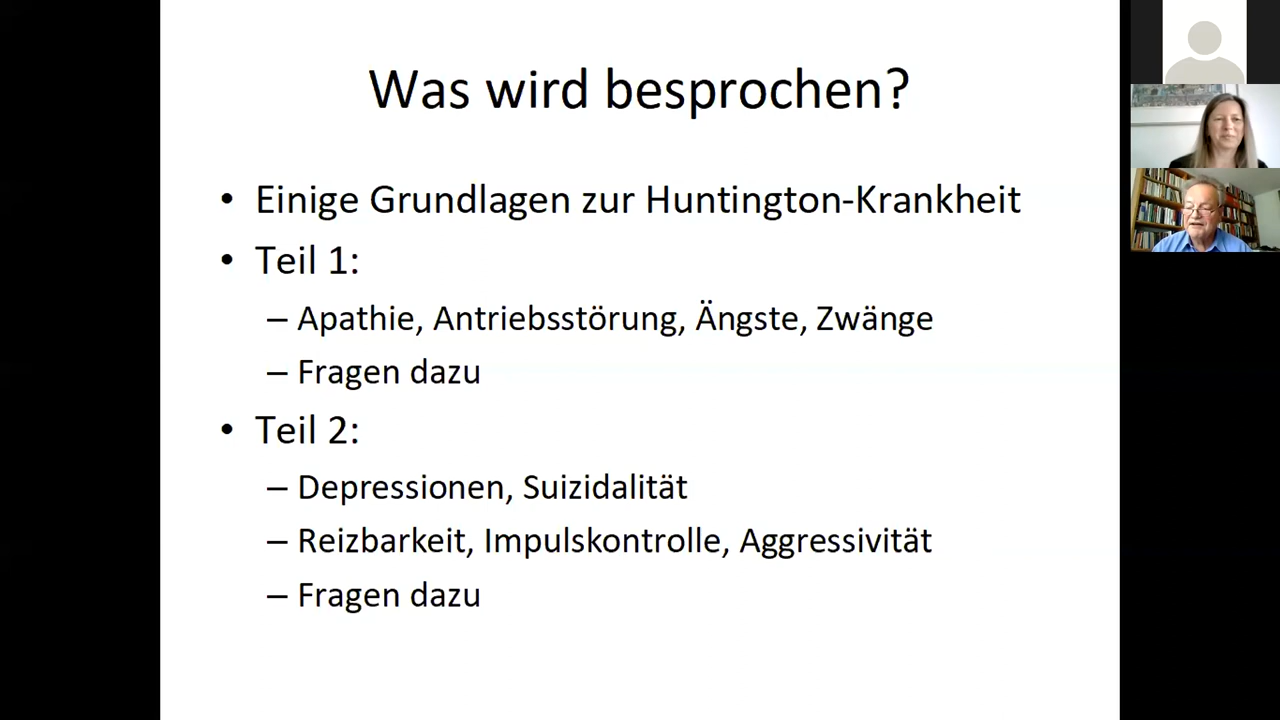 Was wird besprochen?
• Einige Grundlagen zur Huntington-Krankheit
• Teil 1:
– Apathie, Antriebsstörung, Ängste, Zwänge
– Fragen dazu
• Teil 2:
– Depressionen, Suizidalität
– Reizbarkeit, Impulskontrolle, Aggressivität
– Fragen dazu